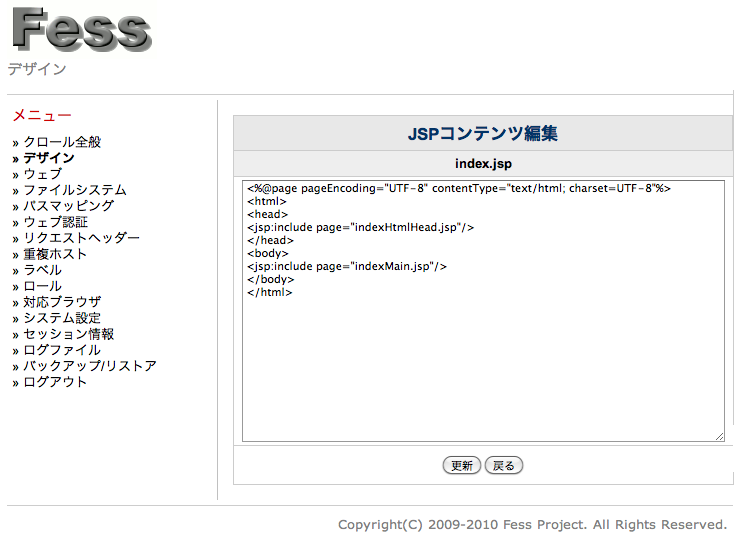 Fess
デザイン
メニュー
» クロール全般
» デザイン
» ウェブ
» ファイルシステム
» パスマッピング
» ウェブ認証
» リクエストヘッダー
» 重複ホスト
» ラベル
» ロール
» 対応ブラウザ
» システム設定
» セッション情報
» ログファイル
» バックアップ/リストア
» ログアウト
JSPコンテンツ編集
index.jsp
<%@page pageEncoding="UTF-8" contentType="text/html; charset=UTF-8"%>
<html>
<head>
<jsp:include page="indexHtmlHead.jsp"/>
</head>
<body>
<jsp:include page="indexMain.jsp"/>
</body>
</html>
更新 戻る
Copyright(C) 2009-2010 Fess Project. All Rights Reserved.